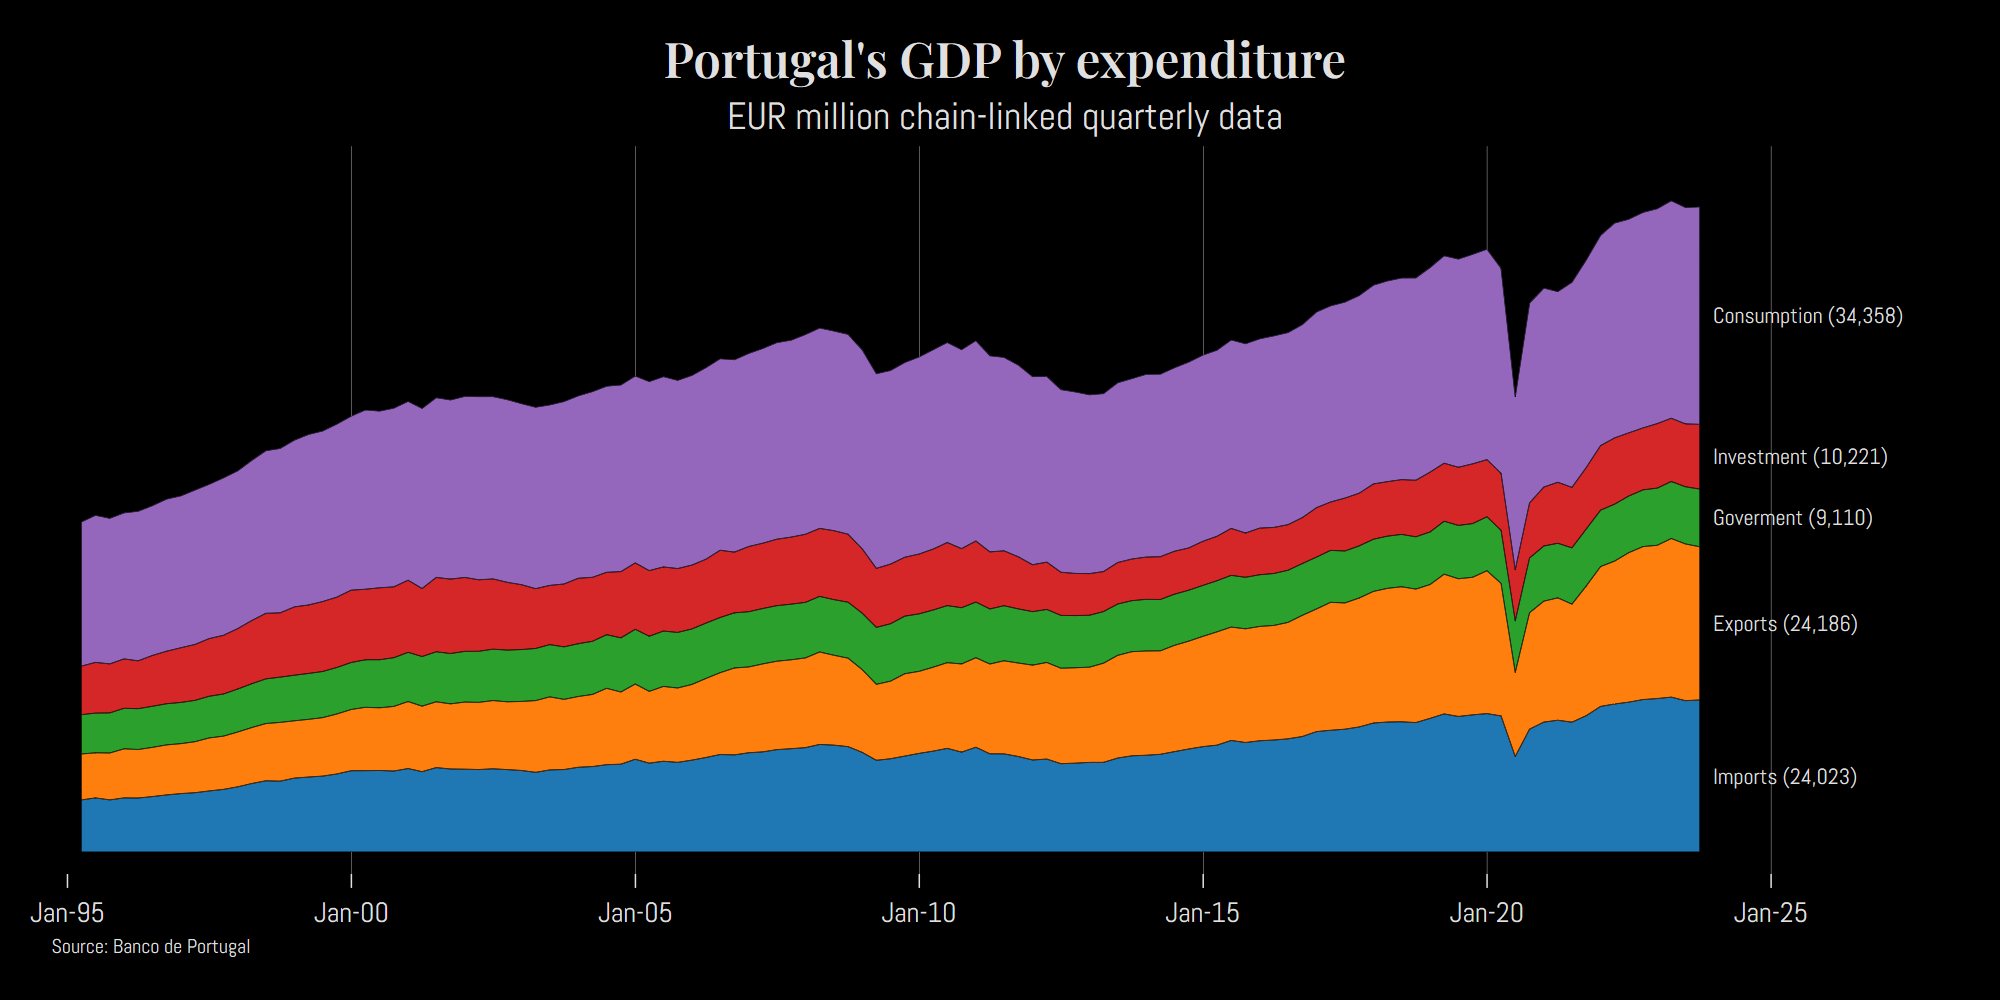 Portugal's GDP by expenditure
EUR million chain-linked quarterly data
Consumption (34,358)
Investment (10,221)
Goverment (9,110)
Exports (24,186)
Imports (24,023)
Jan-95 Jan-00 Jan-05 Jan-10 Jan-15 Jan-20 Jan-25
Source: Banco de Portugal